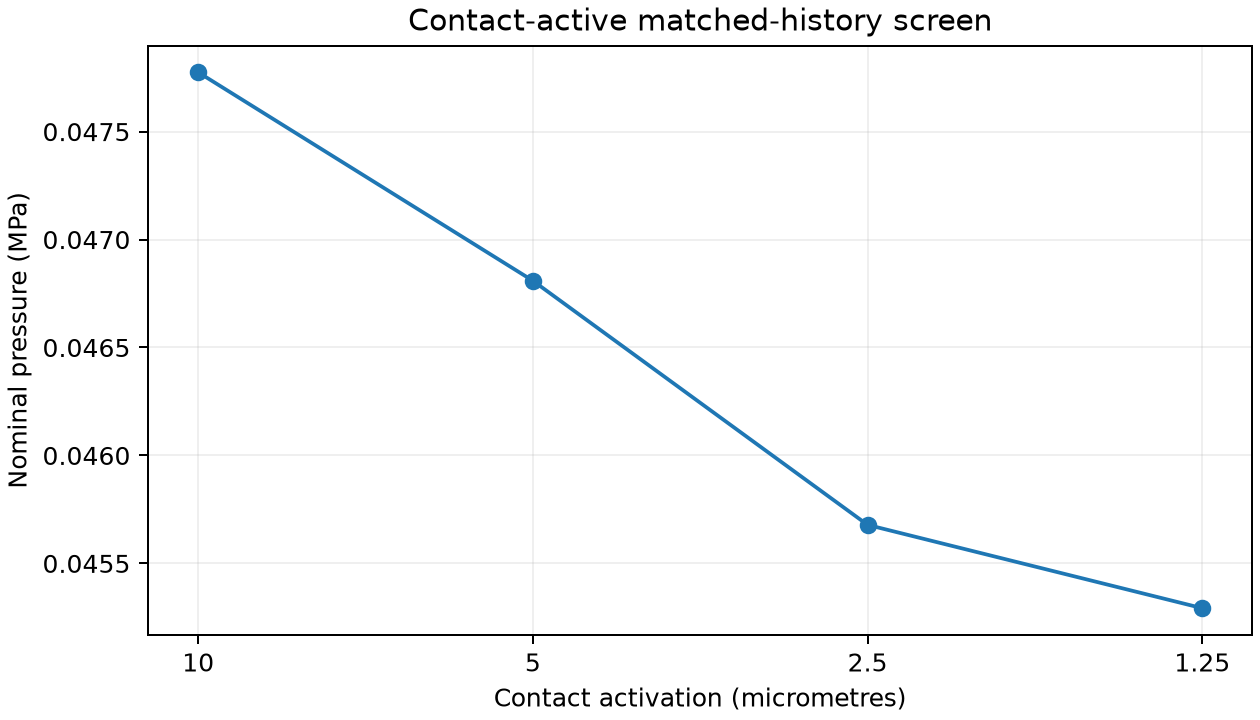 Contact-active matched-history screen
Nominal pressure (MPa)
0.0475
0.0470
0.0465
0.0460
0.0455
10 5 2.5 1.25
Contact activation (micrometres)